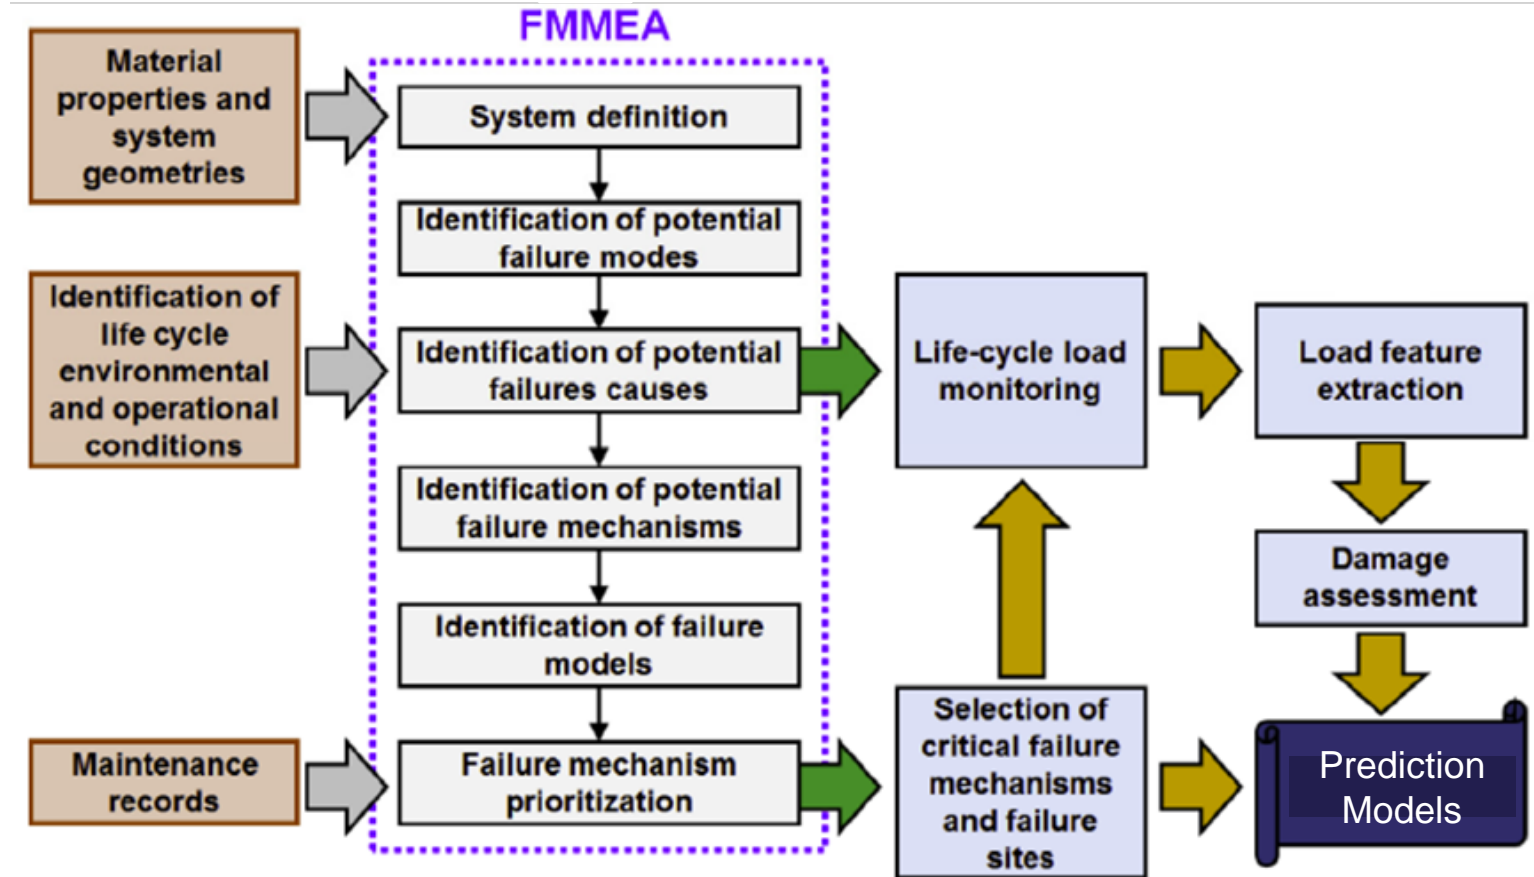 FMMEA
Material
properties and
system
geometries
System definition
Identification of potential
failure modes
Identification of
life cycle
environmental
and operational
conditions
Identification of potential
failures causes
Life-cycle load
monitoring
Load feature
extraction
Identification of potential
failure mechanisms
Damage
assessment
Identification of failure
models
Maintenance
records
Failure mechanism
prioritization
Selection of
critical failure
mechanisms
and failure
sites
Prediction
Models